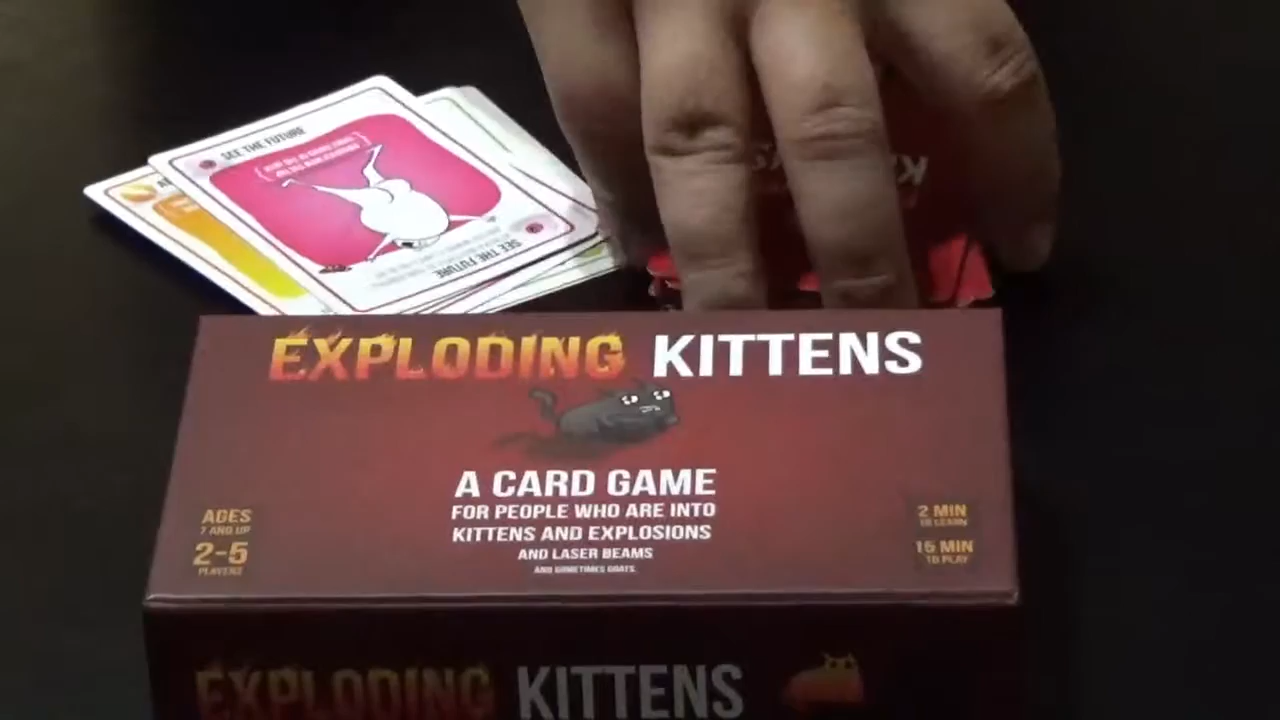 SEE THE FUTURE
SEE THE FUTURE
EXPLODING KITTENS
A CARD GAME
FOR PEOPLE WHO ARE INTO
KITTENS AND EXPLOSIONS
AND LASER BEAMS
AND SOMETIMES GOATS
AGES
7 AND UP
2-5
PLAYERS
2 MIN
TO LEARN
15 MIN
TO PLAY
EXPLODING KITTENS